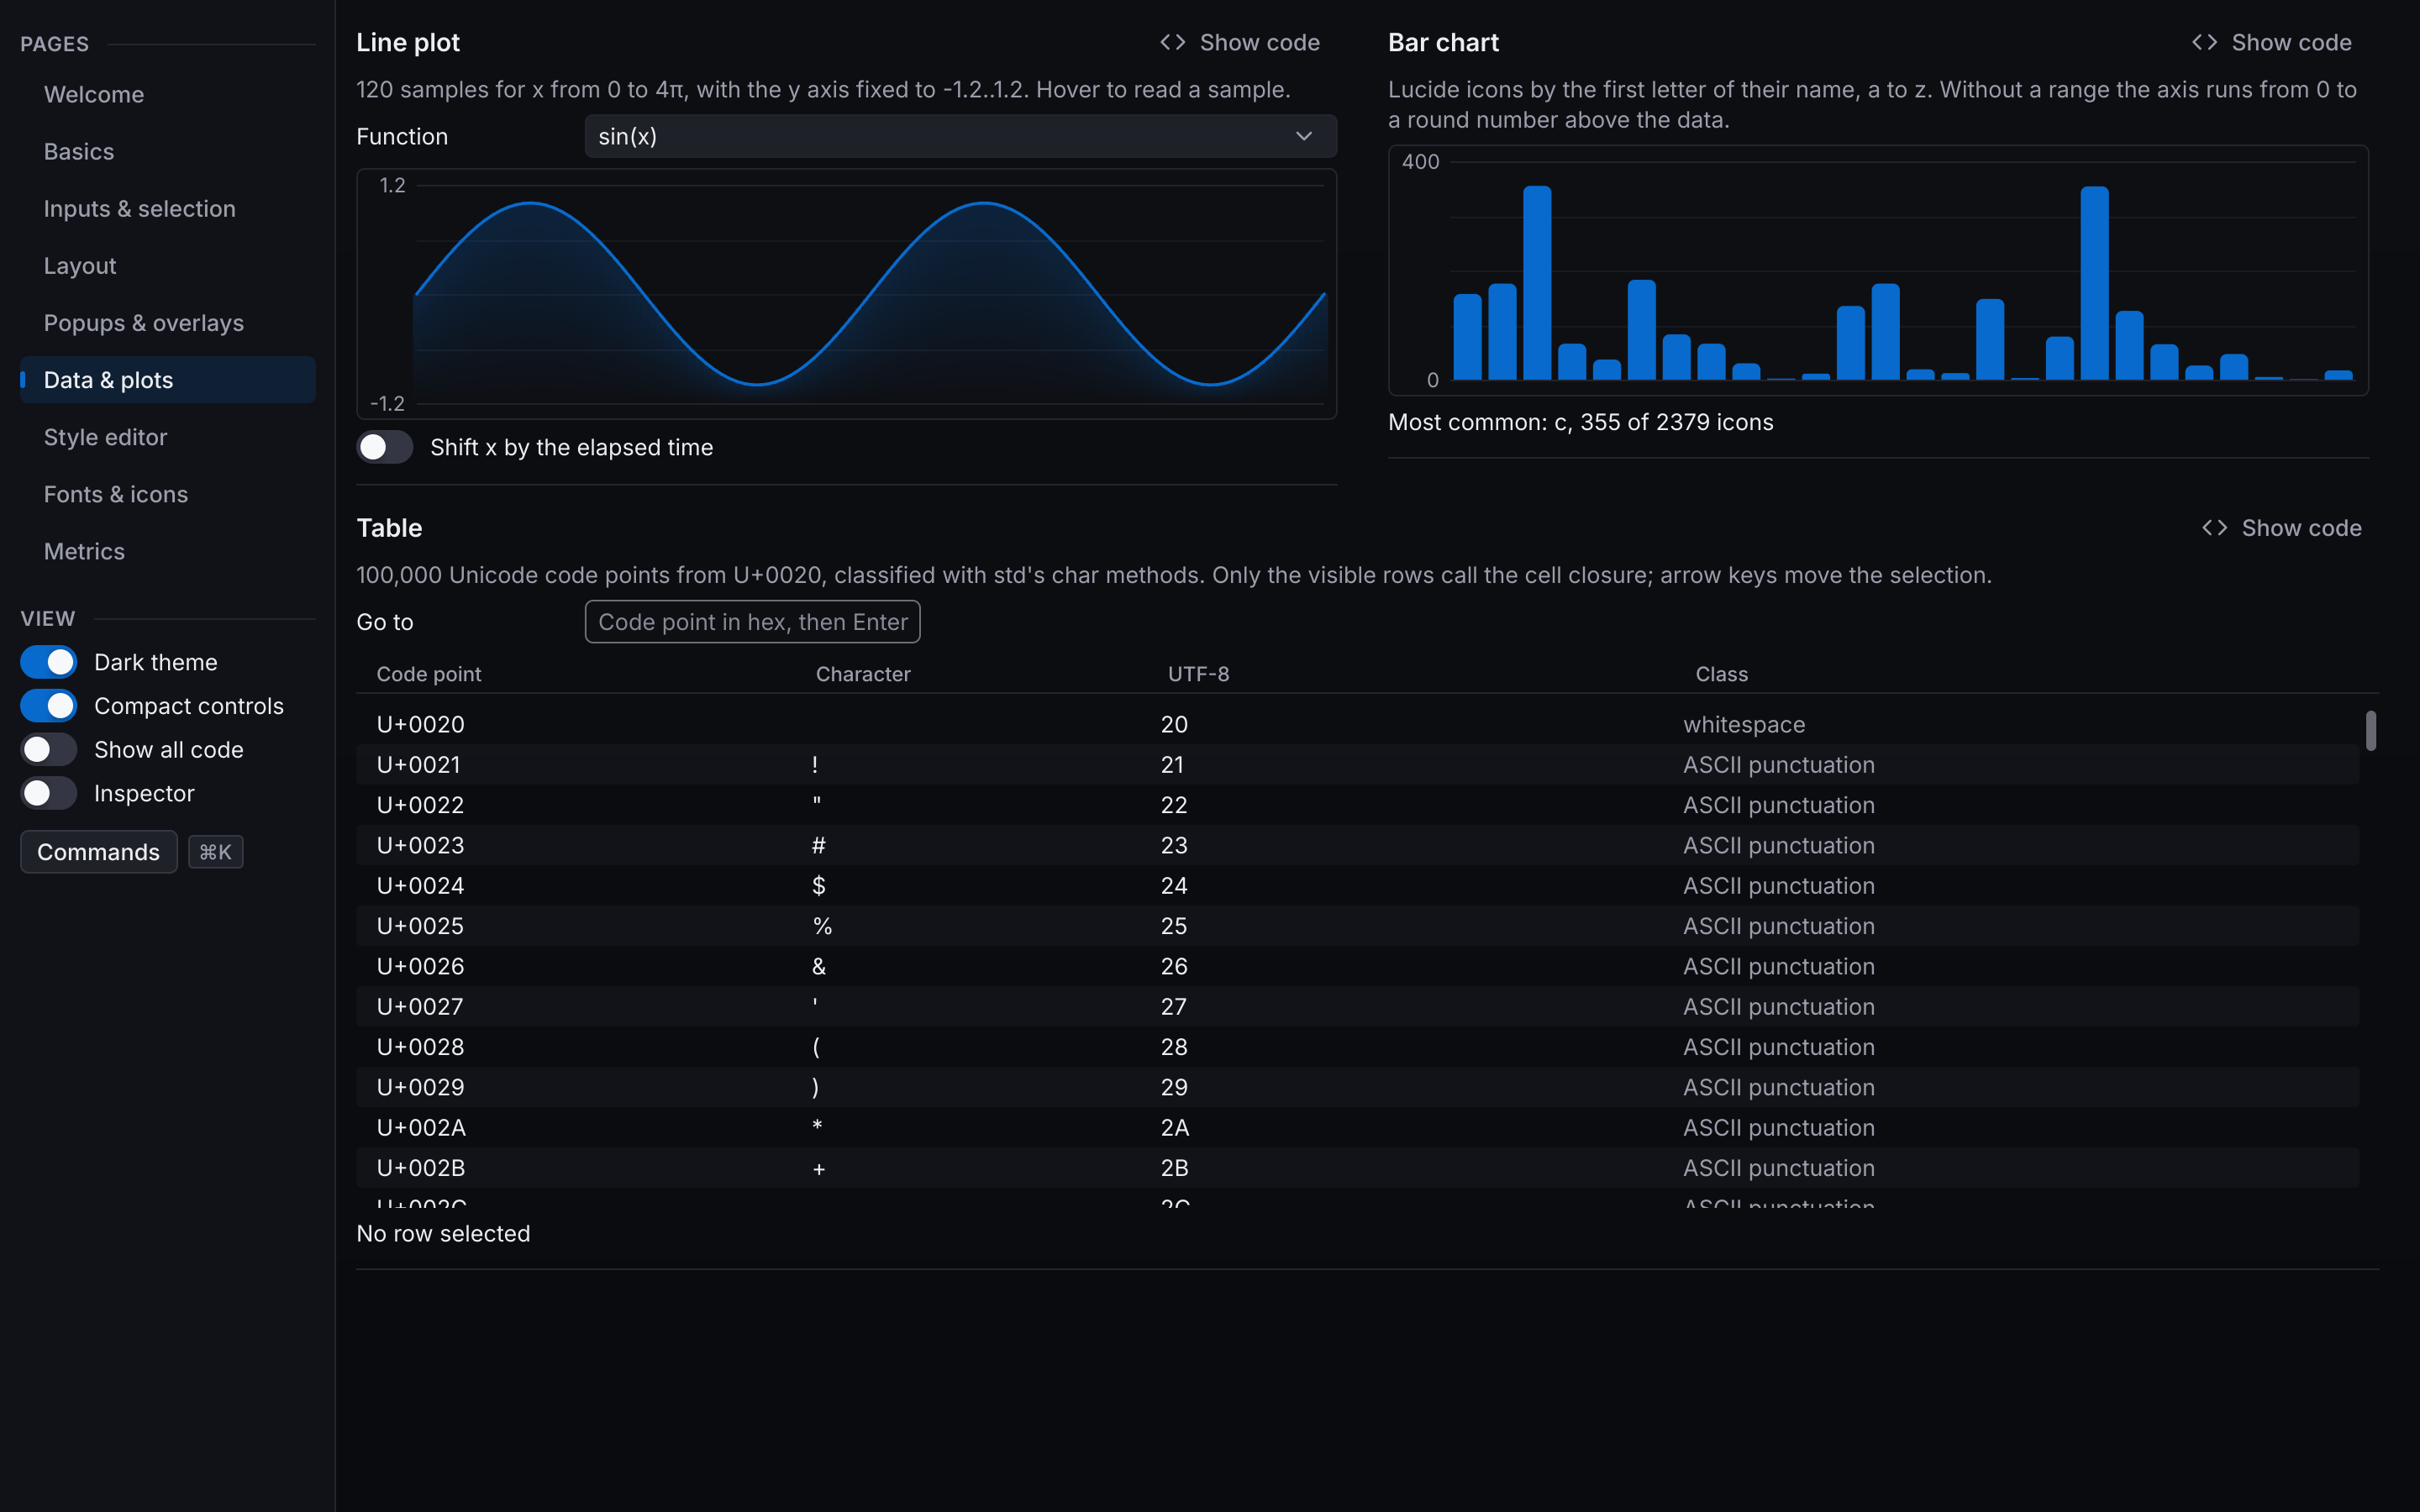 PAGES
Welcome
Basics
Inputs & selection
Layout
Popups & overlays
Data & plots
Style editor
Fonts & icons
Metrics
VIEW
Dark theme
Compact controls
Show all code
Inspector
Commands ⌘K
Line plot <> Show code
120 samples for x from 0 to 4π, with the y axis fixed to -1.2..1.2. Hover to read a sample.
Function sin(x)
1.2
-1.2
Shift x by the elapsed time
Bar chart <> Show code
Lucide icons by the first letter of their name, a to z. Without a range the axis runs from 0 to
a round number above the data.
400
0
Most common: c, 355 of 2379 icons
Table <> Show code
100,000 Unicode code points from U+0020, classified with std's char methods. Only the visible rows call the cell closure; arrow keys move the selection.
Go to Code point in hex, then Enter
Code point Character UTF-8 Class
U+0020 20 whitespace
U+0021 ! 21 ASCII punctuation
U+0022 " 22 ASCII punctuation
U+0023 # 23 ASCII punctuation
U+0024 $ 24 ASCII punctuation
U+0025 % 25 ASCII punctuation
U+0026 & 26 ASCII punctuation
U+0027 ' 27 ASCII punctuation
U+0028 ( 28 ASCII punctuation
U+0029 ) 29 ASCII punctuation
U+002A * 2A ASCII punctuation
U+002B + 2B ASCII punctuation
U+002C 2C ASCII punctuation
No row selected